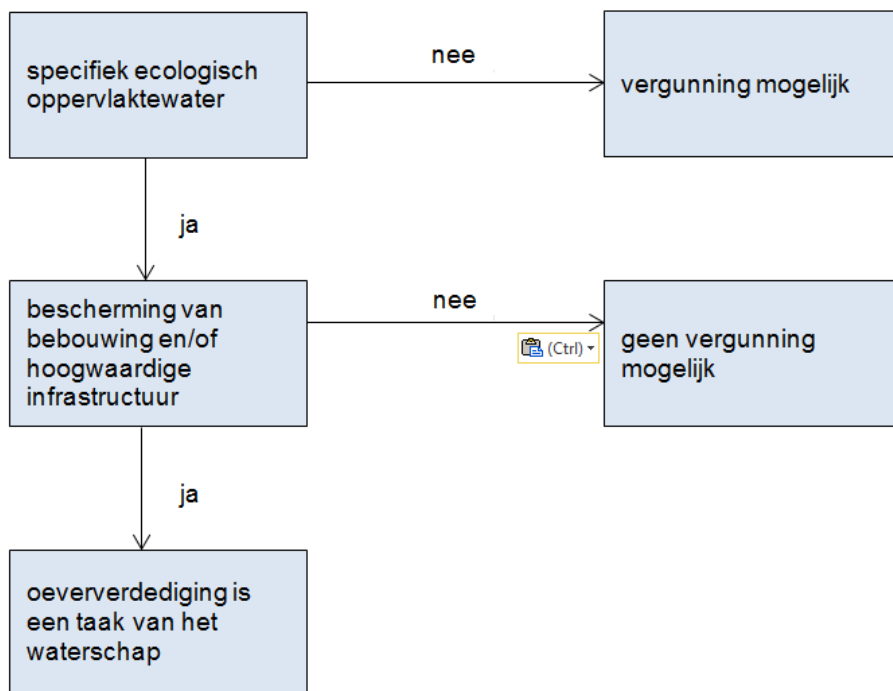 specifiek ecologisch
oppervlaktewater
nee
vergunning mogelijk
ja
bescherming van
bebouwing en/of
hoogwaardige
infrastructuur
nee
(Ctrl)
geen vergunning
mogelijk
ja
oeververdediging is
een taak van het
waterschap